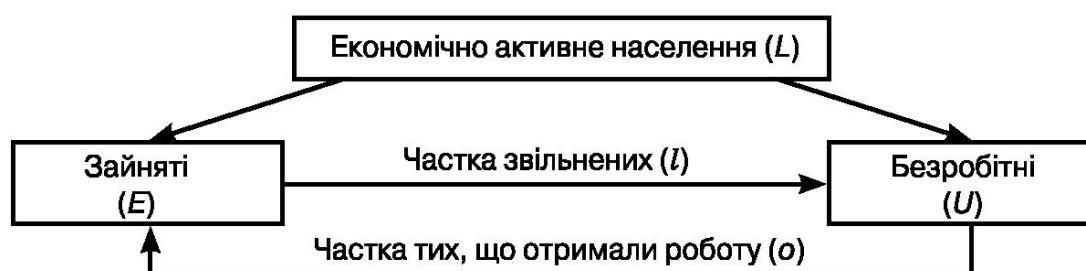 Економічно активне населення (L)
Зайняті
(E)
Частка звільнених (l)
Безробітні
(U)
Частка тих, що отримали роботу (o)